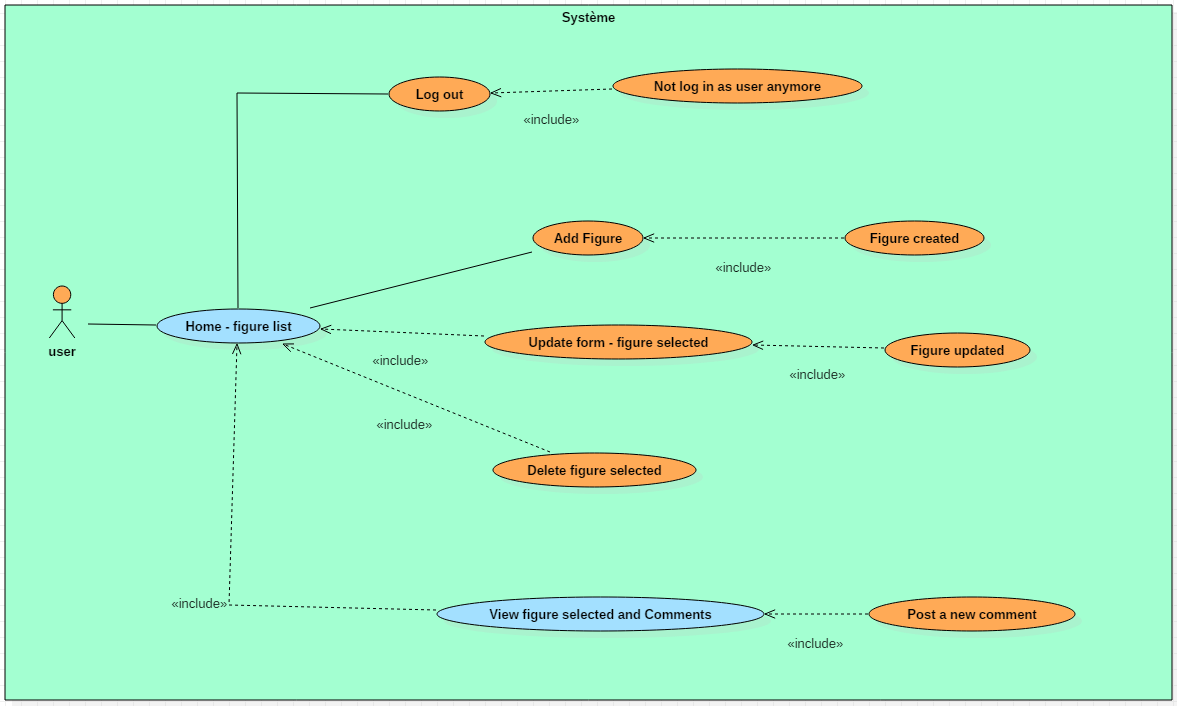 Système
Log out
Not log in as user anymore
«include»
Add Figure
Figure created
«include»
user
Home - figure list
Update form - figure selected
Figure updated
«include»
«include»
«include»
Delete figure selected
«include»
View figure selected and Comments
Post a new comment
«include»